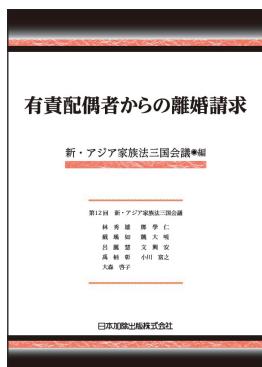 有責配偶者からの離婚請求
新・アジア家族法三国会議◉編
第12回 新・アジア家族法三国会議
林 秀雄 鄭 學仁
戴 瑀如
呂 麗慧 文 興安
小川 富之
大森 啓子
日本加除出版株式会社